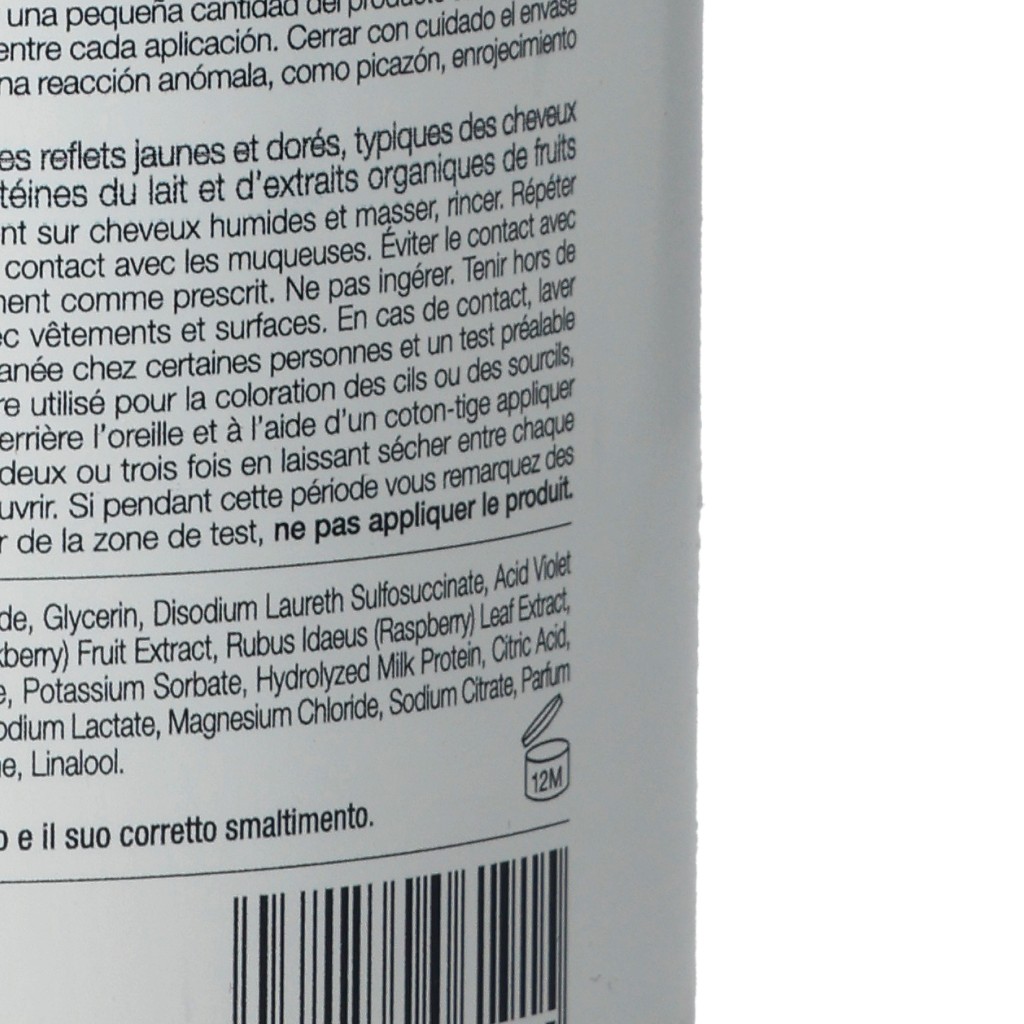 una pequeña cantidad del
entre cada aplicación. Cerrar con cuidado el envase
na reacción anómala, como picazón, enrojecimiento
es reflets jaunes et dorés, typiques des cheveux
téines du lait et d'extraits organiques de fruits
nt sur cheveux humides et masser, rincer. Répéter
contact avec les muqueuses. Éviter le contact avec
ment comme prescrit. Ne pas ingérer. Tenir hors de
ec vêtements et surfaces. En cas de contact, laver
anée chez certaines personnes et un test préalable
re utilisé pour la coloration des cils ou des sourcils,
errière l'oreille et à l'aide d'un coton-tige appliquer
deux ou trois fois en laissant sécher entre chaque
uvrir. Si pendant cette période vous remarquez des
r de la zone de test, ne pas appliquer le produit.
de, Glycerin, Disodium Laureth Sulfosuccinate, Acid Violet
kberry) Fruit Extract, Rubus Idaeus (Raspberry) Leaf Extract,
e, Potassium Sorbate, Hydrolyzed Milk Protein, Citric Acid,
odium Lactate, Magnesium Chloride, Sodium Citrate, Parfum
ne, Linalool.
12M
o e il suo corretto smaltimento.